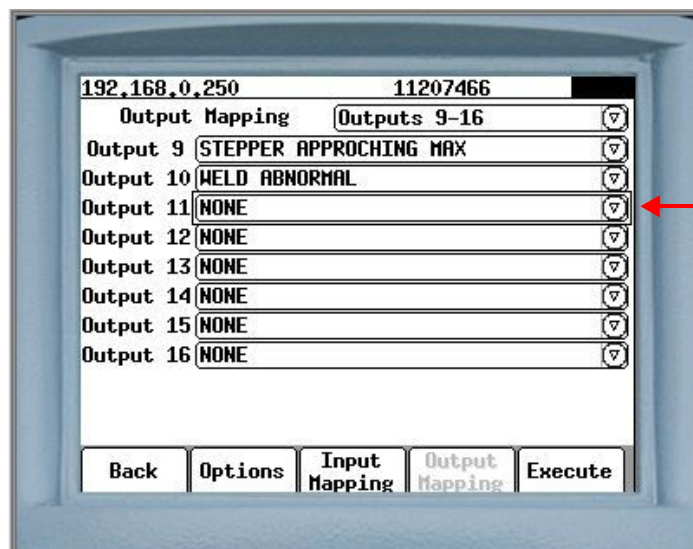 192.168.0.250 11207466
Output Mapping Outputs 9-16
Output 9 STEPPER APPROCHING MAX
Output 10 WELD ABNORMAL
Output 11 NONE
Output 12 NONE
Output 13 NONE
Output 14 NONE
Output 15 NONE
Output 16 NONE
Back Options Input Mapping Output Mapping Execute